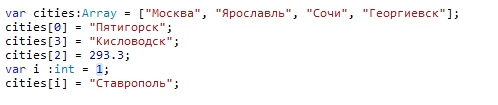 var cities:Array = ["Москва", "Ярославль", "Сочи", "Георгиевск"];
cities[0] = "Пятигорск";
cities[3] = "Кисловодск";
cities[2] = 293.3;
var i :int = 1;
cities[i] = "Ставрополь";